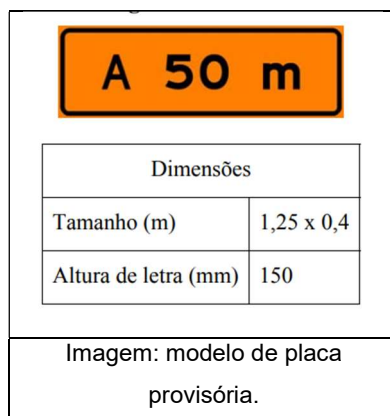 A 50 m
Dimensões
Tamanho (m) 1,25 x 0,4
Altura de letra (mm) 150
Imagem: modelo de placa
provisória.